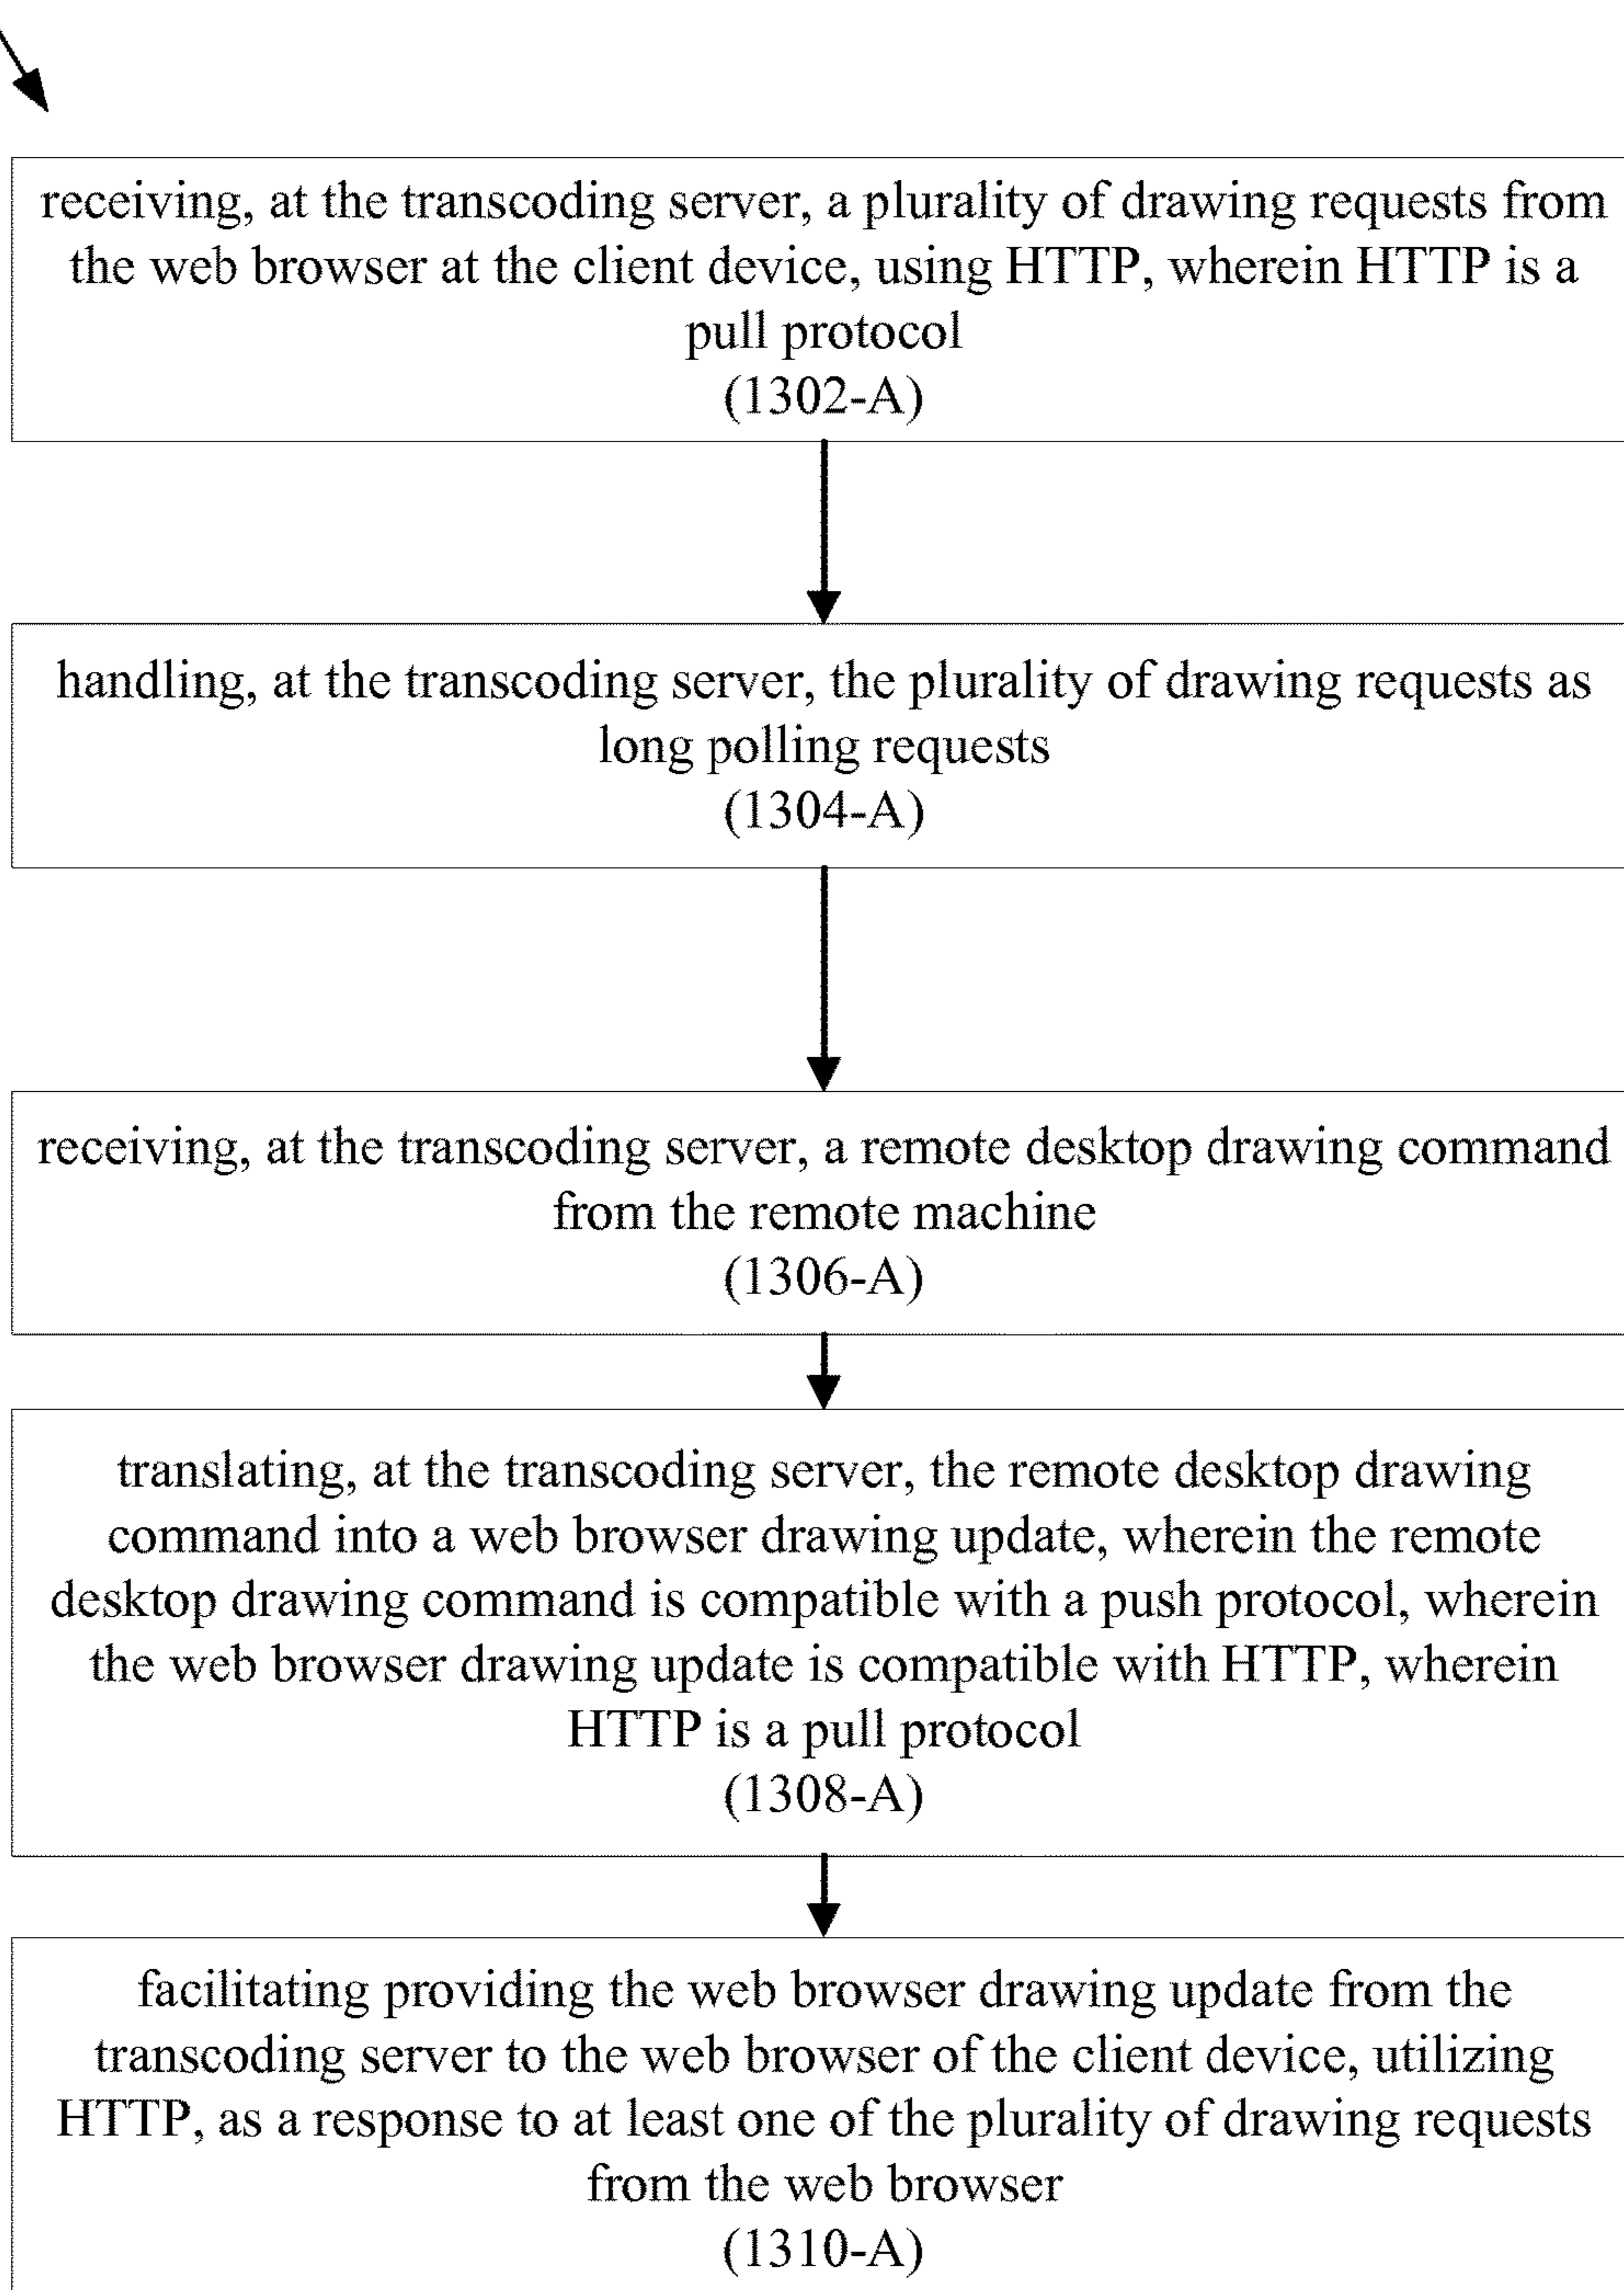 receiving, at the transcoding server, a plurality of drawing requests from
the web browser at the client device, using HTTP, wherein HTTP is a
pull protocol
(1302-A)
handling, at the transcoding server, the plurality of drawing requests as
long polling requests
(1304-A)
receiving, at the transcoding server, a remote desktop drawing command
from the remote machine
(1306-A)
translating, at the transcoding server, the remote desktop drawing
command into a web browser drawing update, wherein the remote
desktop drawing command is compatible with a push protocol, wherein
the web browser drawing update is compatible with HTTP, wherein
HTTP is a pull protocol
(1308-A)
facilitating providing the web browser drawing update from the
transcoding server to the web browser of the client device, utilizing
HTTP, as a response to at least one of the plurality of drawing requests
from the web browser
(1310-A)